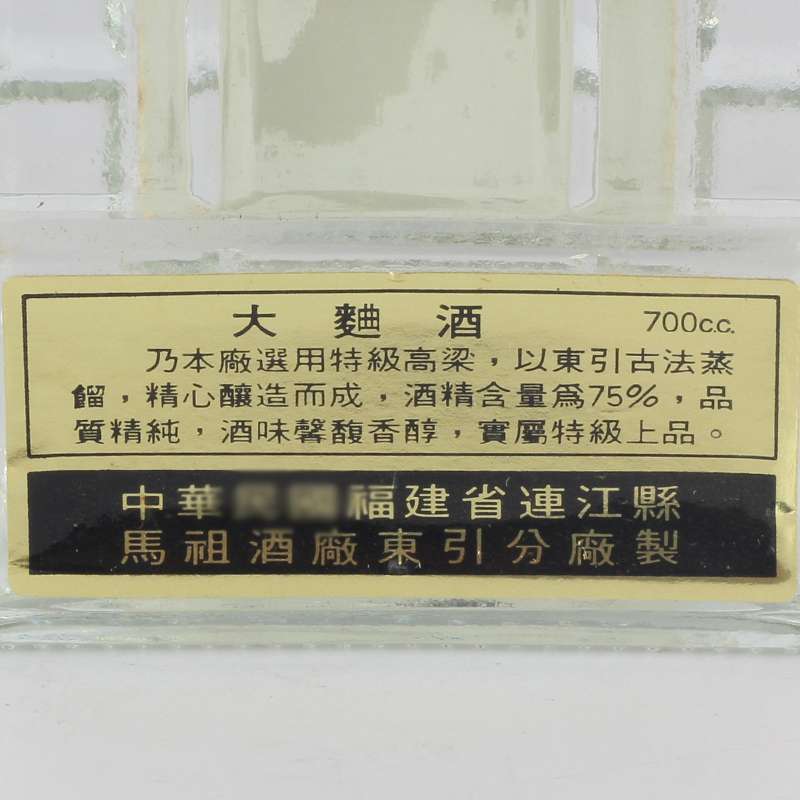 大麯酒 700c.c.
乃本廠選用特級高梁，以東引古法蒸
餾，精心釀造而成，酒精含量爲75%，品
質精純，酒味馨馥香醇，實屬特級上品。
中華 福建省連江縣
馬祖酒廠東引分廠製